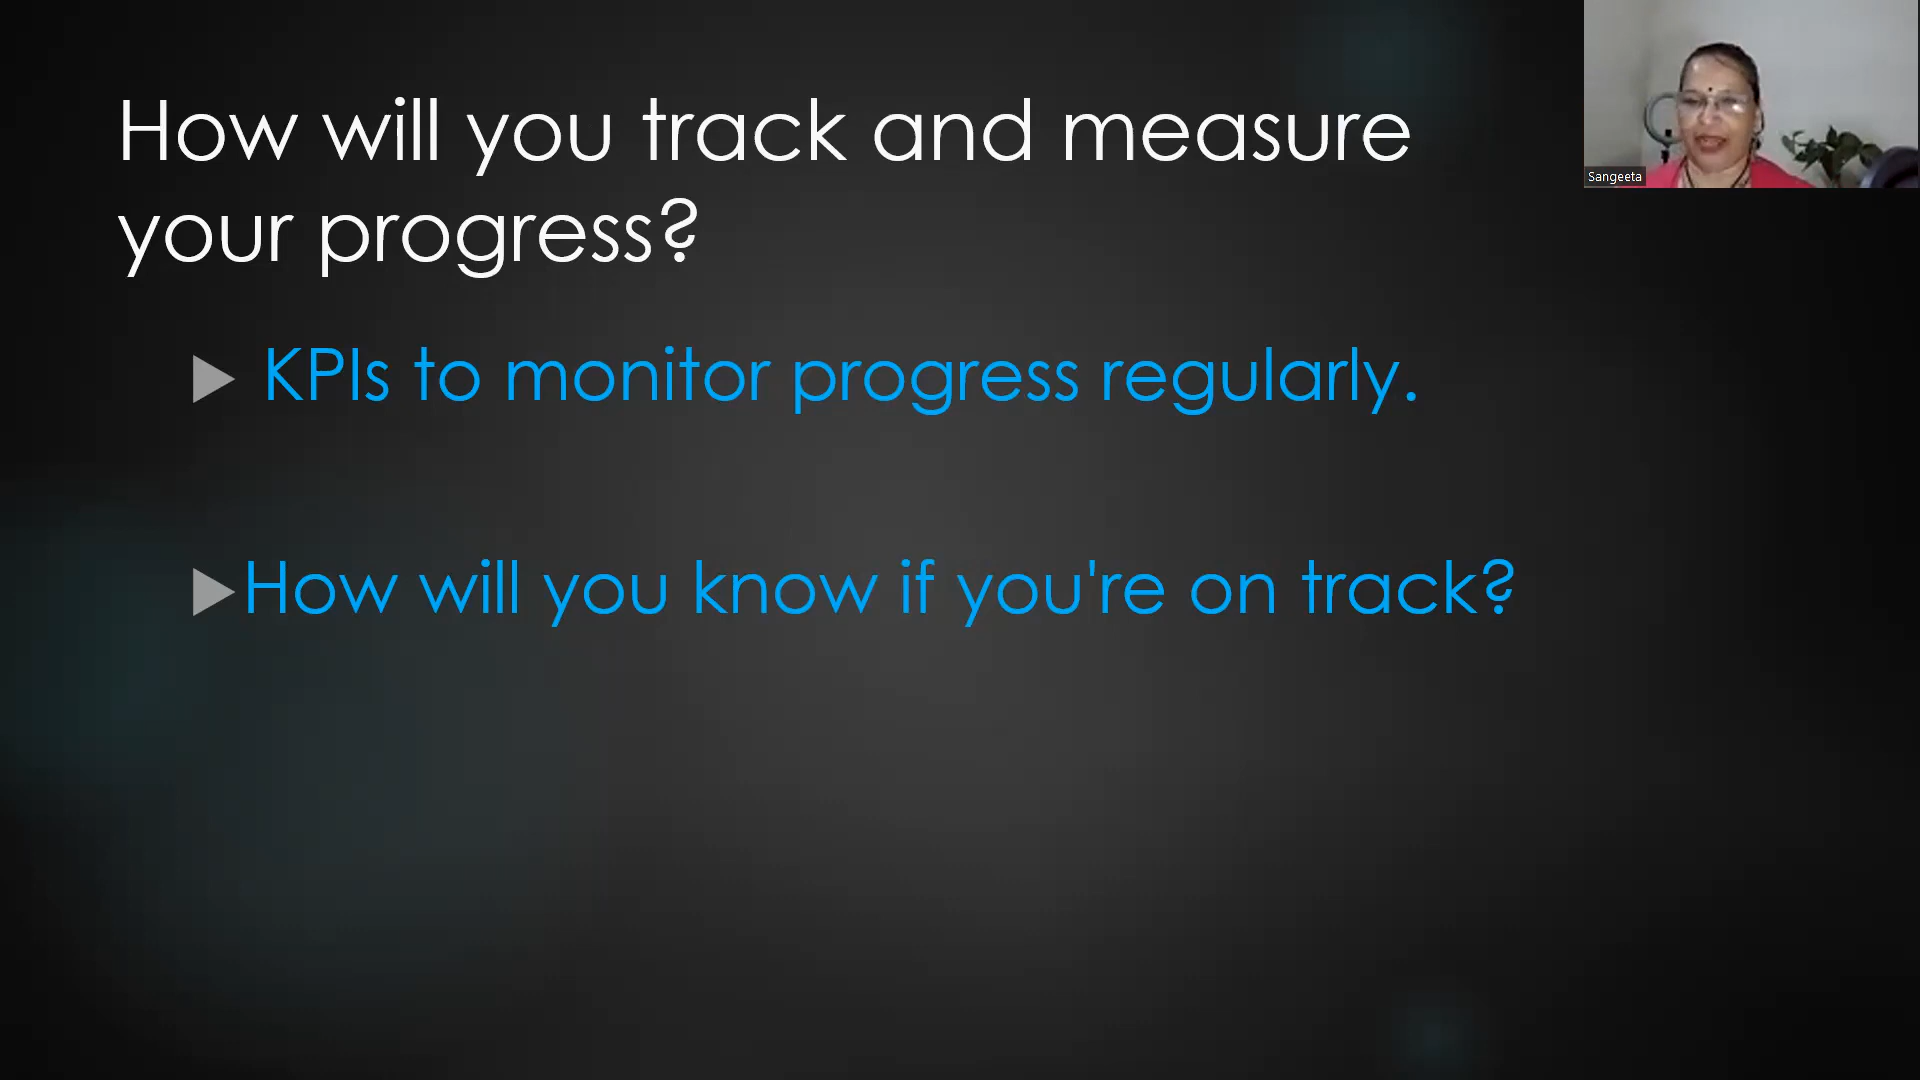 How will you track and measure
your progress?
KPIs to monitor progress regularly.
How will you know if you're on track?
Sangeeta